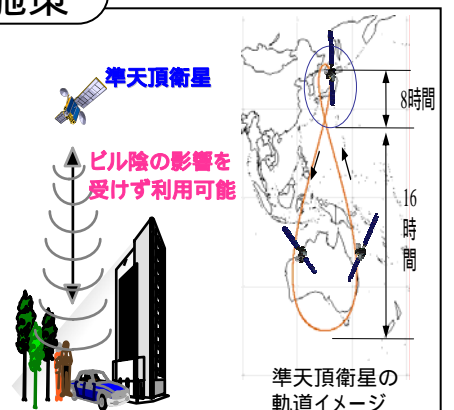 施策
準天頂衛星
ビル陰の影響を
受けず利用可能
8時間
16
時
間
準天頂衛星の
軌道イメージ